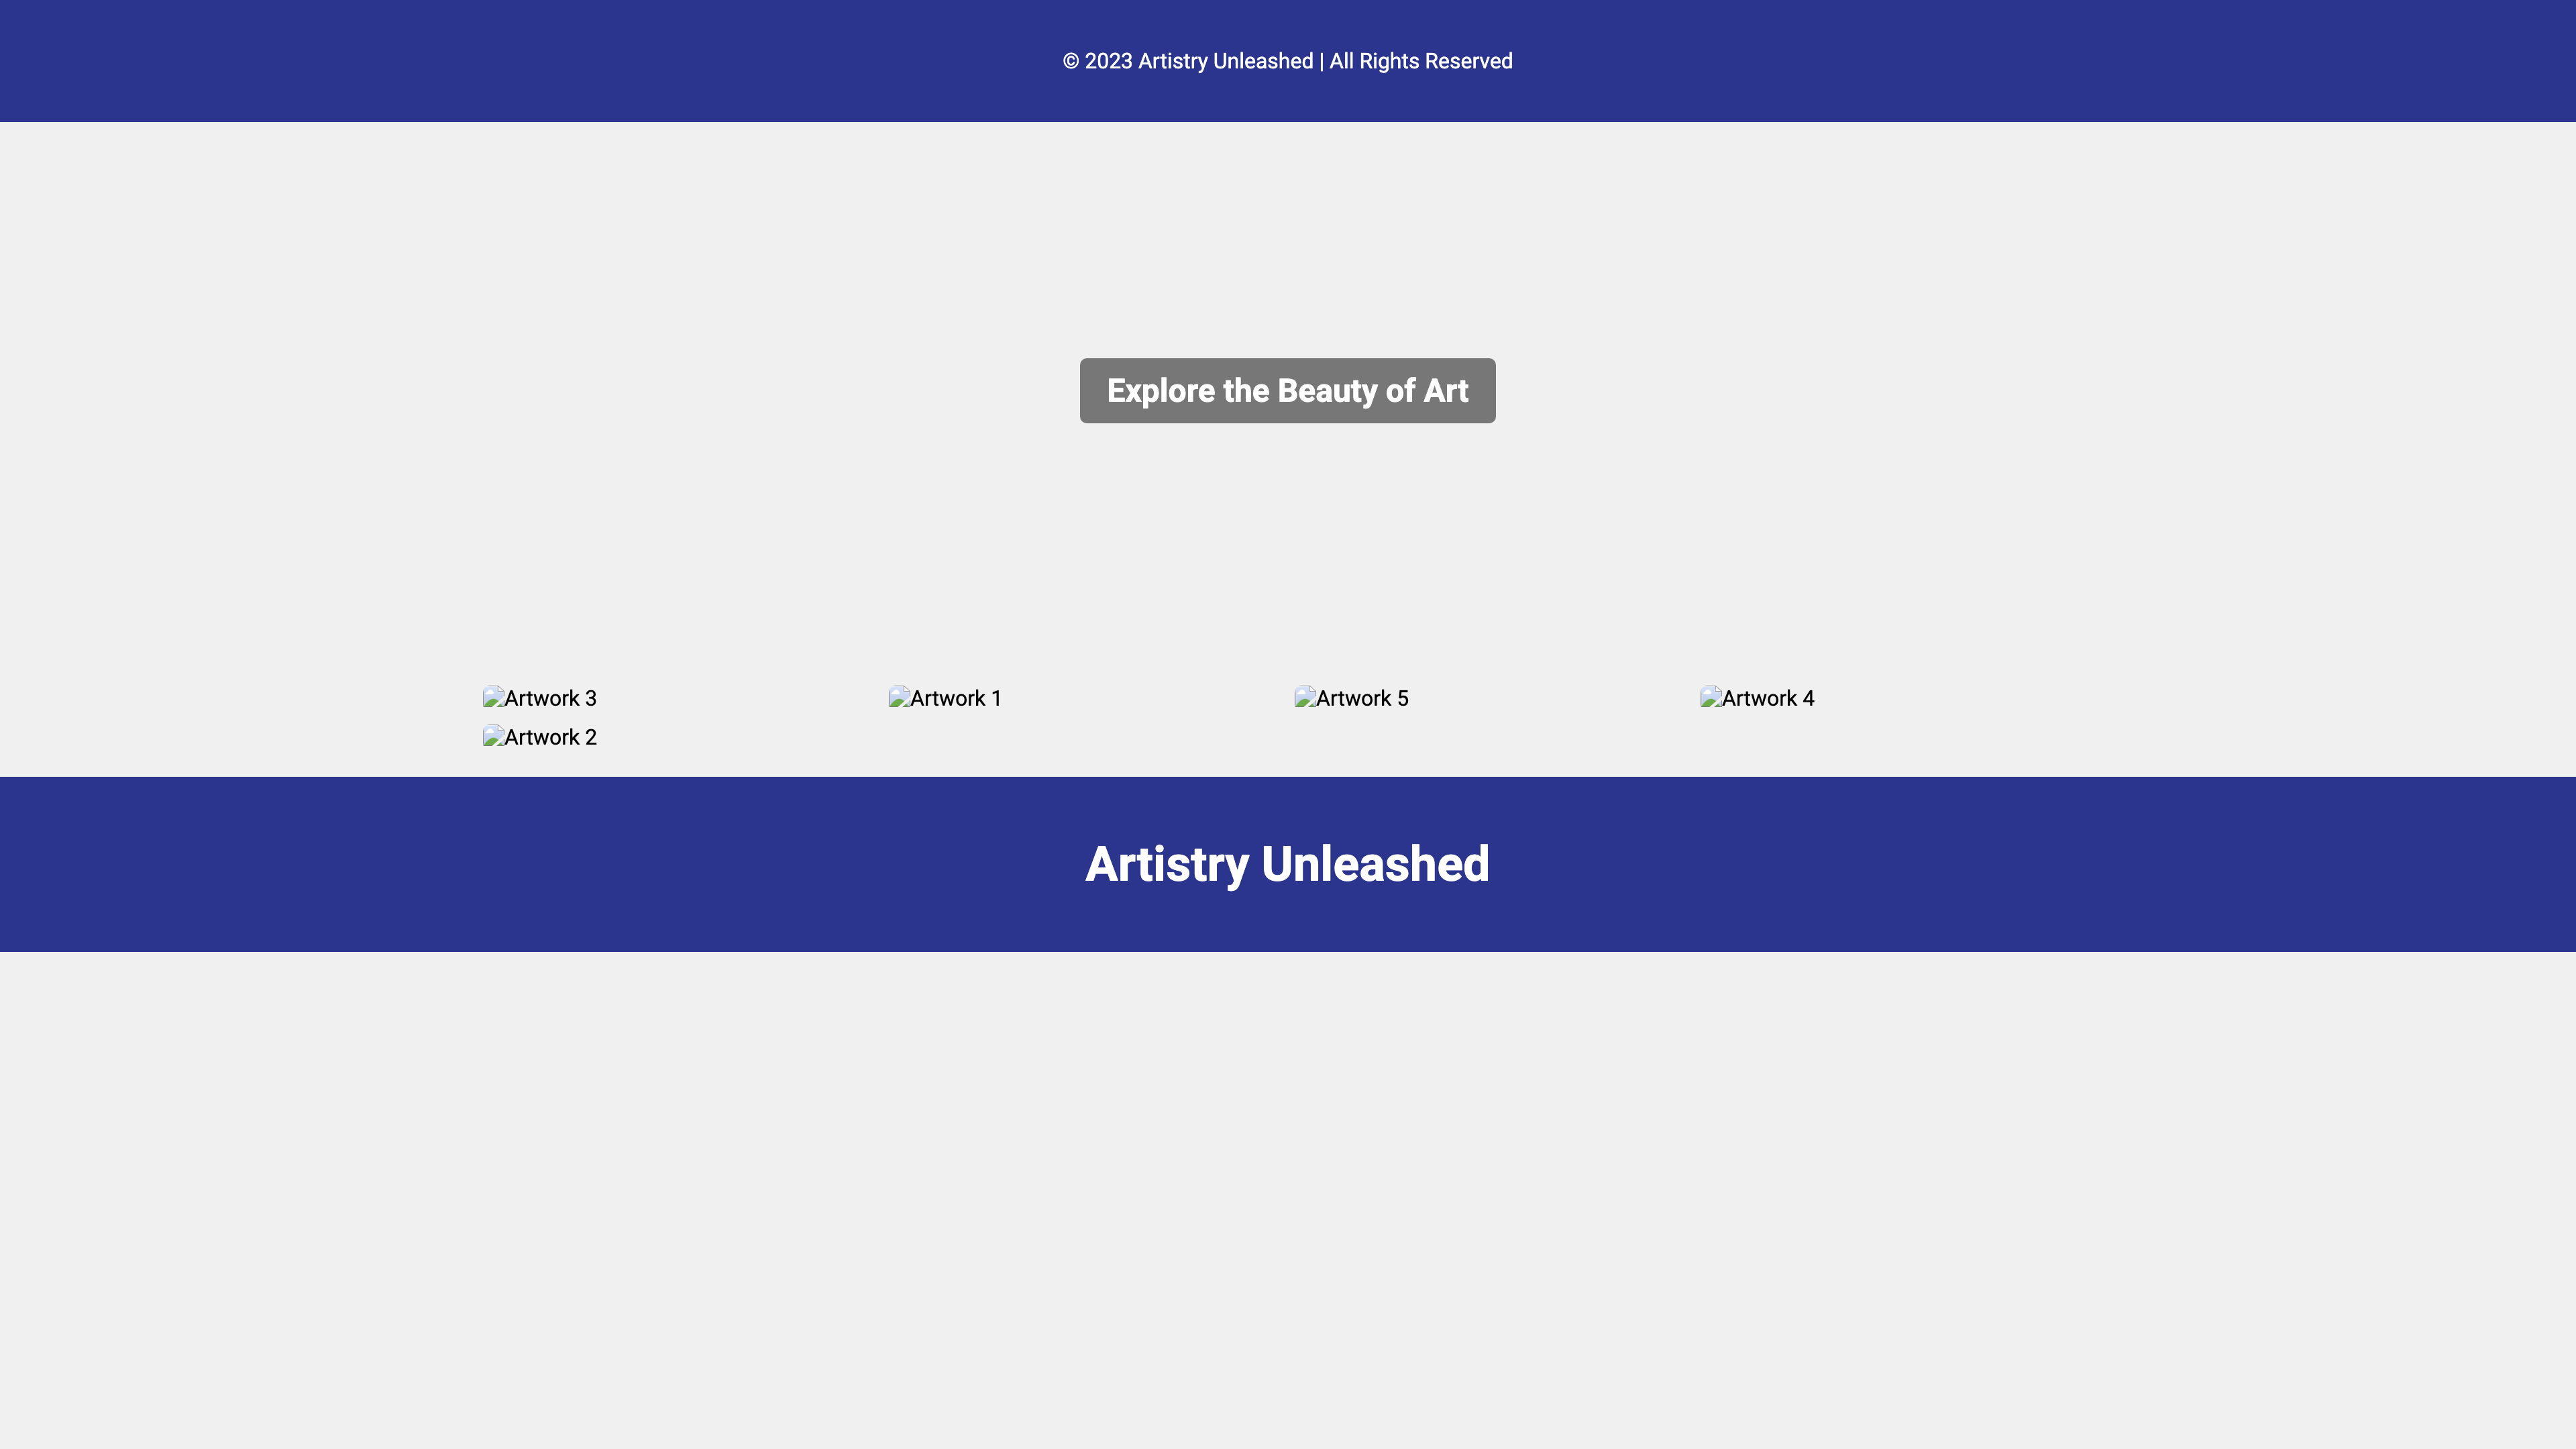 © 2023 Artistry Unleashed | All Rights Reserved
Explore the Beauty of Art
Artwork 3
Artwork 1
Artwork 5
Artwork 4
Artwork 2
Artistry Unleashed